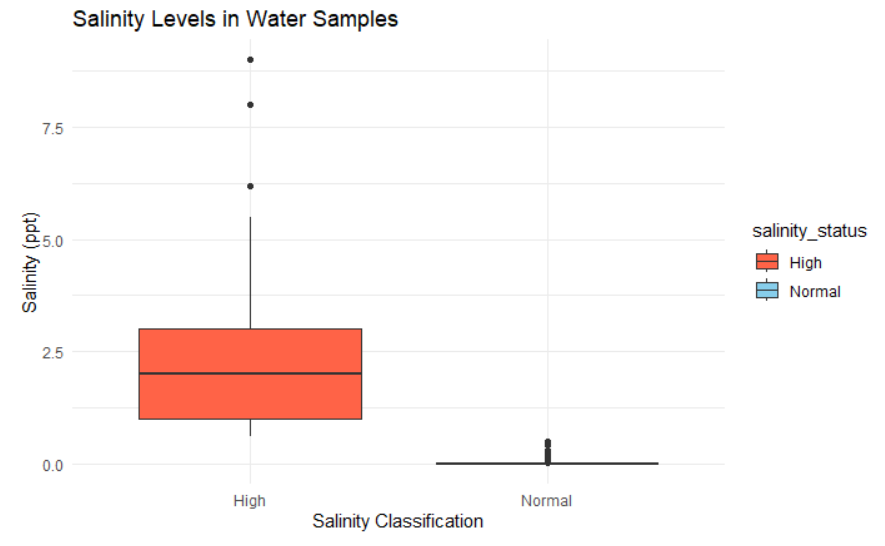 Salinity Levels in Water Samples
7.5
5.0
2.5
0.0
Salinity (ppt)
High
Normal
Salinity Classification
salinity_status
High
Normal